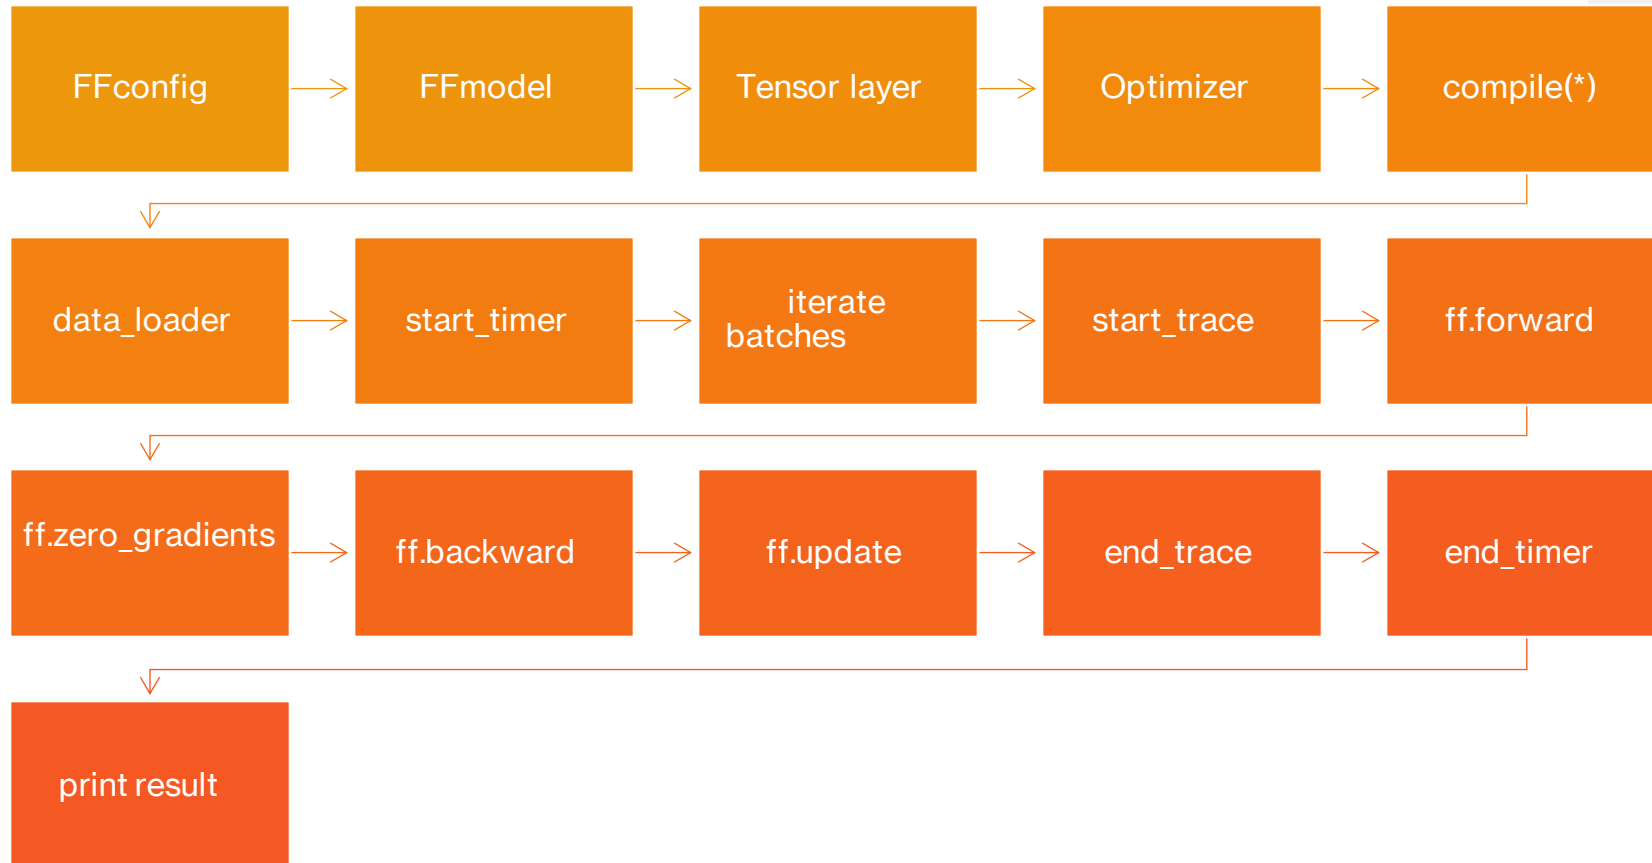 FFconfig
FFmodel
Tensor layer
Optimizer
compile(*)
data_loader
start_timer
iterate
batches
start_trace
ff.forward
ff.zero_gradients
ff.backward
ff.update
end_trace
end_timer
print result